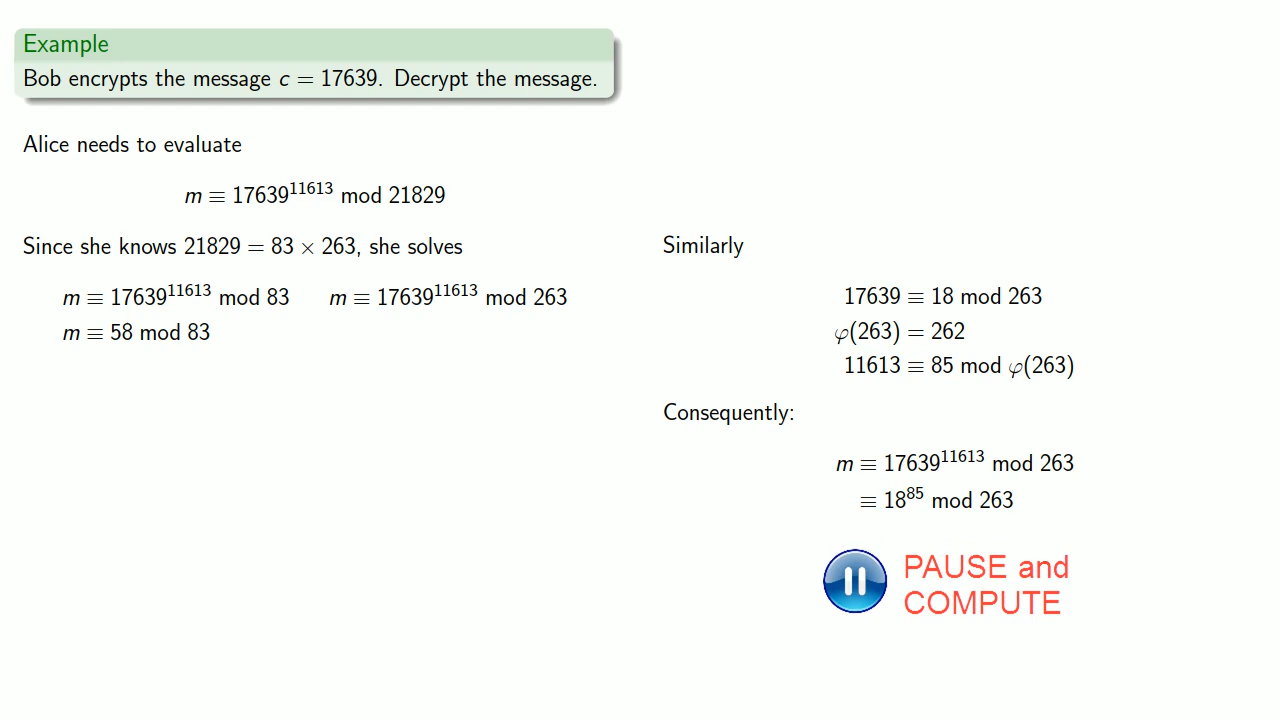 Example
Bob encrypts the message c = 17639. Decrypt the message.
Alice needs to evaluate
m ≡ 17639^11613 mod 21829
Since she knows 21829 = 83 × 263, she solves
m ≡ 17639^11613 mod 83 m ≡ 17639^11613 mod 263
m ≡ 58 mod 83
Similarly
17639 ≡ 18 mod 263
φ(263) = 262
11613 ≡ 85 mod φ(263)
Consequently:
m ≡ 17639^11613 mod 263
≡ 18^85 mod 263
PAUSE and
COMPUTE